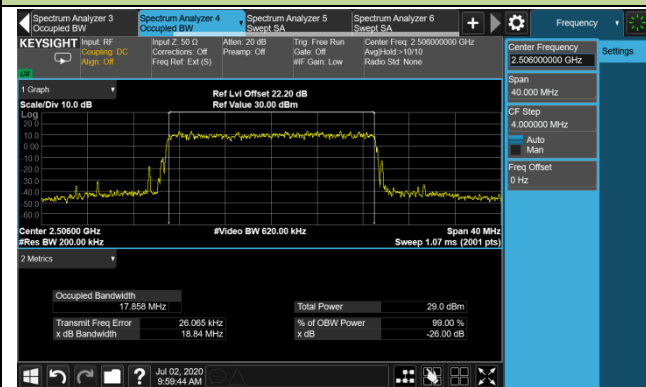 Spectrum Analyzer 3
Occupied BW
Spectrum Analyzer 4
Occupied BW
Spectrum Analyzer 5
Swept SA
Spectrum Analyzer 6
Swept SA
+
Frequency
KEYSIGHT
Input: RF
Coupling: DC
Align: Off
Input Z: 50 Ω
Corrections: Off
Freq Ref: Ext (S)
Atten: 20 dB
Preamp: Off
Trig: Free Run
Gate: Off
#IF Gain: Low
Center Freq: 2.506000000 GHz
Avg|Hold:>10/10
Radio Std: None
LXI
Center Frequency
2.506000000 GHz
Settings
Span
40.000 MHz
CF Step
4.000000 MHz
Auto
Man
Freq Offset
0 Hz
1 Graph
Scale/Div 10.0 dB
Ref Lvl Offset 22.20 dB
Ref Value 30.00 dBm
Log
20.0
10.0
0.00
-10.0
-20.0
-30.0
-40.0
-50.0
-60.0
Center 2.50600 GHz
#Video BW 620.00 kHz
Span 40 MHz
#Res BW 200.00 kHz
Sweep 1.07 ms (2001 pts)
2 Metrics
Occupied Bandwidth
17.858 MHz
Total Power 29.0 dBm
Transmit Freq Error 26.065 kHz
% of OBW Power 99.00 %
x dB Bandwidth 18.84 MHz
x dB -26.00 dB
?
Jul 02, 2020
9:59:44 AM